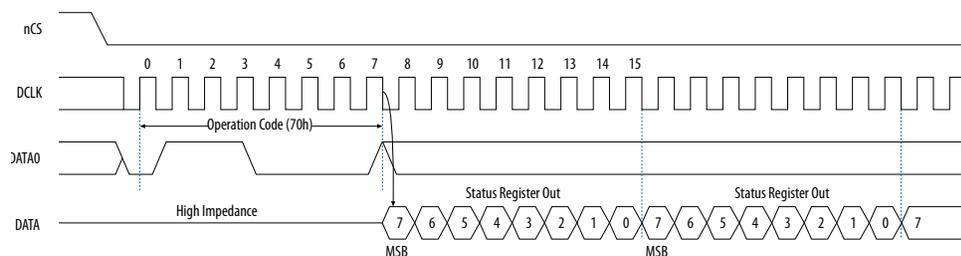 nCS
0 1 2 3 4 5 6 7 8 9 10 11 12 13 14 15
DCLK
Operation Code (70h)
DATA0
Status Register Out Status Register Out
High Impedance
DATA 7 6 5 4 3 2 1 0 7 6 5 4 3 2 1 0 7
MSB MSB